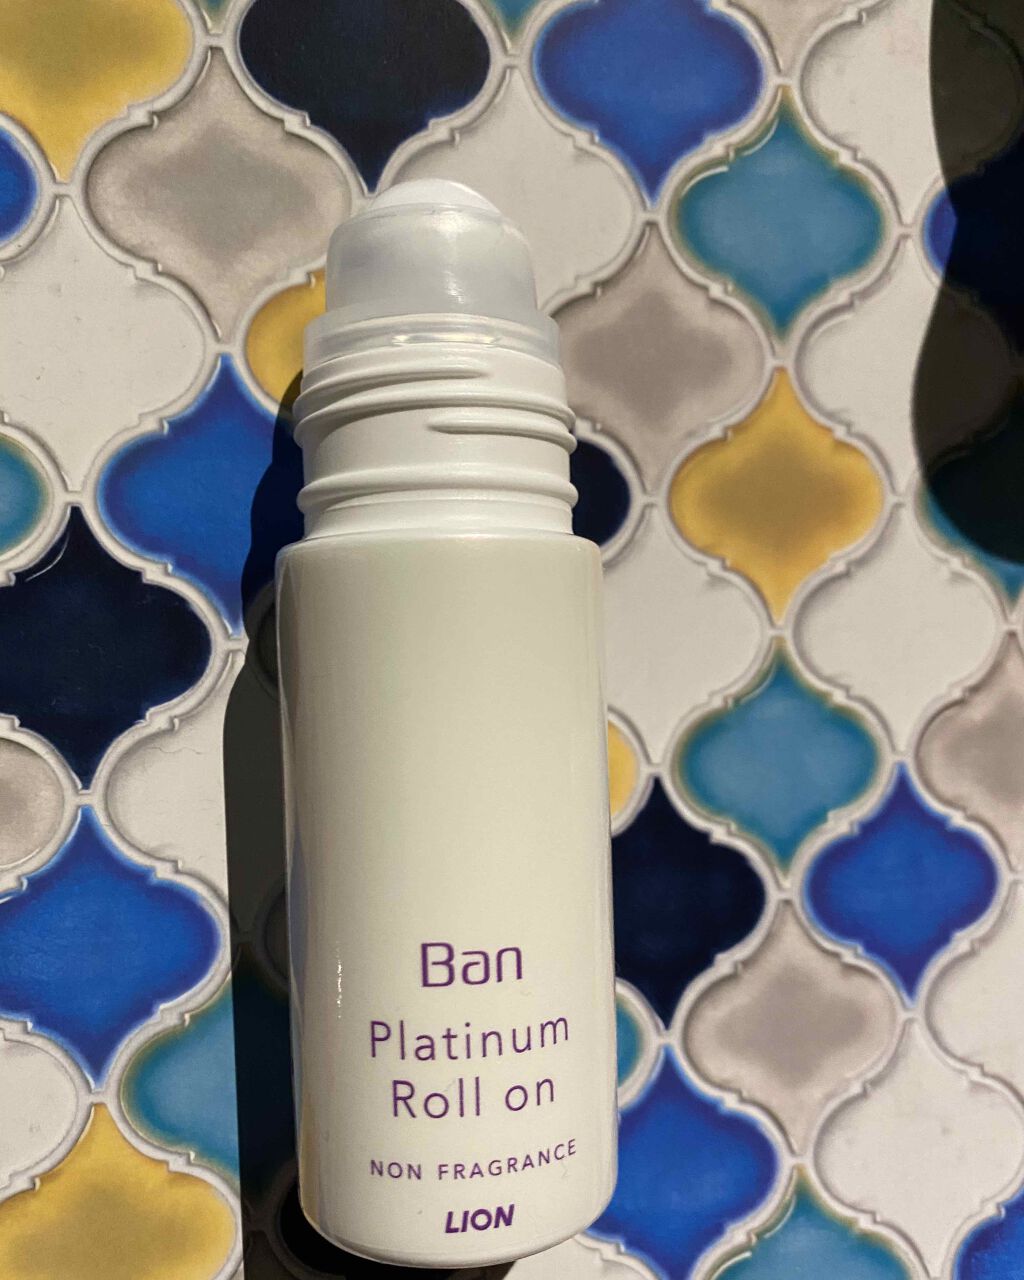 Ban
Platinum
Roll on
NON FRAGRANCE
LION